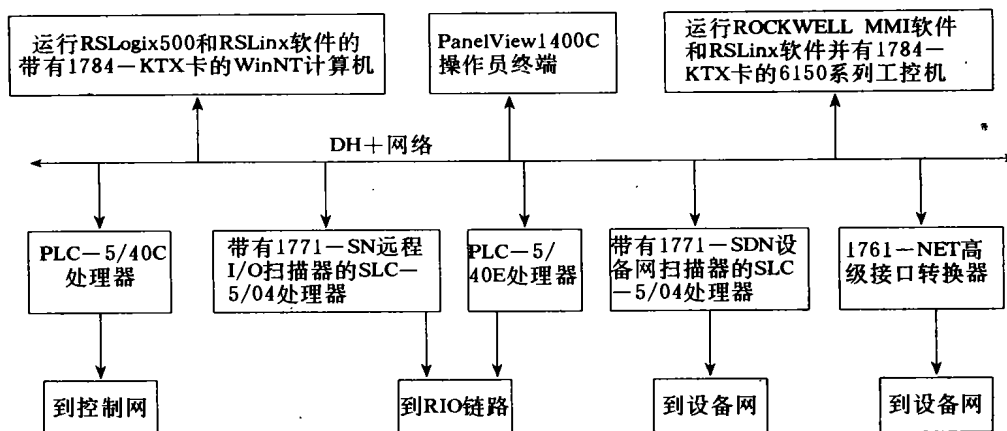 运行RSLogix500和RSLinx软件的
带有1784-KTX卡的WinNT计算机
PanelView1400C
操作员终端
运行ROCKWELL MMI软件
和RSLinx软件并有1784-
KTX卡的6150系列工控机
DH+网络
PLC-5/40C
处理器
带有1771-SN远程
I/O扫描器的SLC-
5/04处理器
PLC-5/
40E处理器
带有1771-SDN设
备网扫描器的SLC
-5/04处理器
1761-NET高
级接口转换器
到控制网
到RIO链路
到设备网
到设备网